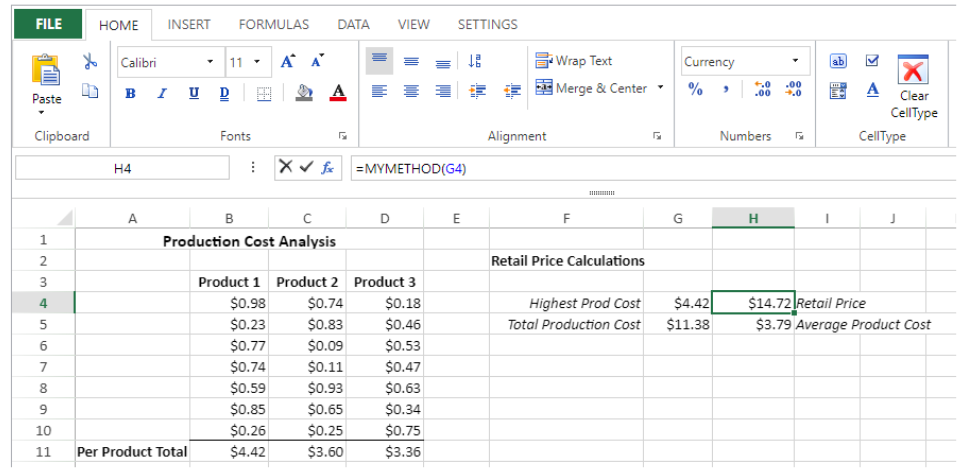 FILE HOME INSERT FORMULAS DATA VIEW SETTINGS
Calibri 11 A A Wrap Text Currency ab
Paste B I U D A Merge & Center % , .0 .00 .00 .0 A Clear
CellType
Clipboard Fonts Alignment Numbers CellType
H4 fx =MYMETHOD(G4)
A B C D E F G H I J
1 Production Cost Analysis
2 Retail Price Calculations
3 Product 1 Product 2 Product 3
4 $0.98 $0.74 $0.18 Highest Prod Cost $4.42 $14.72 Retail Price
5 $0.23 $0.83 $0.46 Total Production Cost $11.38 $3.79 Average Product Cost
6 $0.77 $0.09 $0.53
7 $0.74 $0.11 $0.47
8 $0.59 $0.93 $0.63
9 $0.85 $0.65 $0.34
10 $0.26 $0.25 $0.75
11 Per Product Total $4.42 $3.60 $3.36